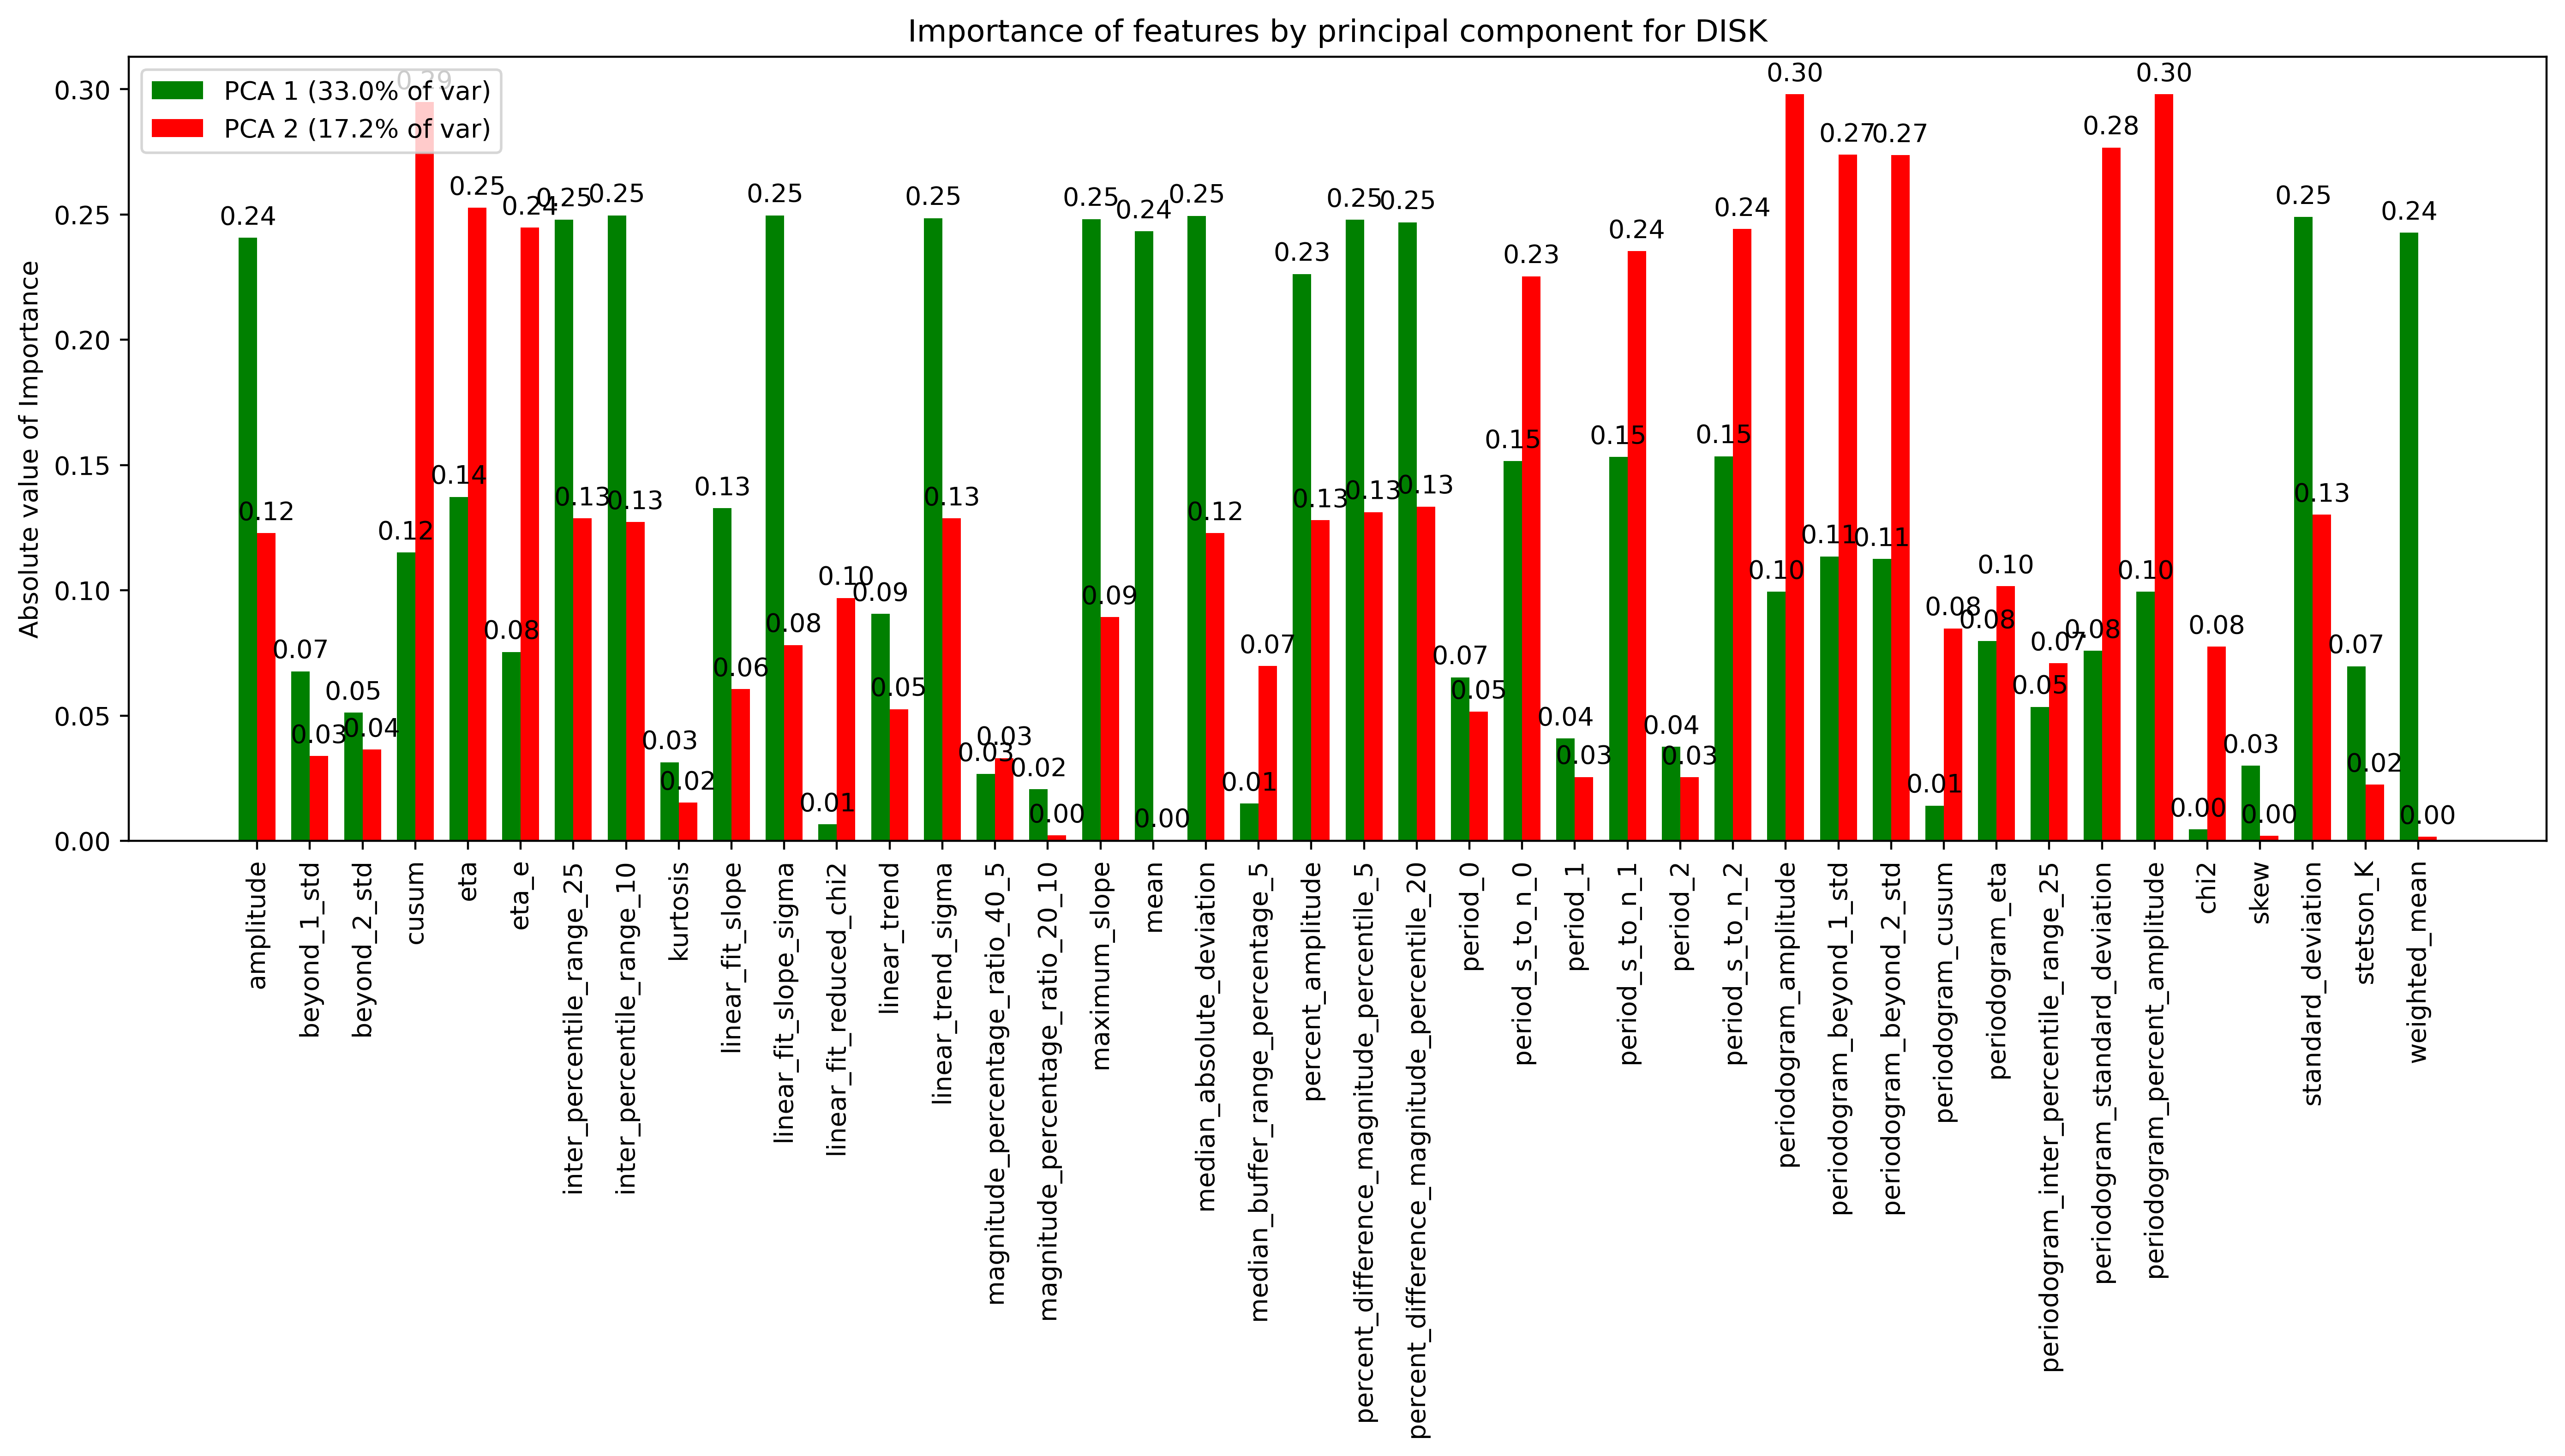 Importance of features by principal component for DISK
PCA 1 (33.0% of var)
PCA 2 (17.2% of var)
Absolute value of Importance
0.30
0.25
0.20
0.15
0.10
0.05
0.00
0.24
0.12
0.07
0.03
0.05
0.04
0.12
0.29
0.14
0.25
0.08
0.24
0.25
0.13
0.25
0.13
0.03
0.02
0.13
0.06
0.25
0.08
0.01
0.10
0.09
0.05
0.25
0.13
0.03
0.03
0.02
0.00
0.25
0.09
0.24
0.00
0.25
0.12
0.01
0.07
0.23
0.13
0.25
0.13
0.25
0.13
0.07
0.05
0.15
0.23
0.04
0.03
0.15
0.24
0.04
0.03
0.15
0.24
0.10
0.30
0.11
0.27
0.11
0.27
0.01
0.08
0.08
0.10
0.05
0.07
0.08
0.28
0.10
0.30
0.00
0.08
0.03
0.00
0.25
0.13
0.07
0.02
0.24
0.00
amplitude
beyond_1_std
beyond_2_std
cusum
eta
eta_e
inter_percentile_range_25
inter_percentile_range_10
kurtosis
linear_fit_slope
linear_fit_slope_sigma
linear_fit_reduced_chi2
linear_trend
linear_trend_sigma
magnitude_percentage_ratio_40_5
magnitude_percentage_ratio_20_10
maximum_slope
mean
median_absolute_deviation
median_buffer_range_percentage_5
percent_amplitude
percent_difference_magnitude_percentile_5
percent_difference_magnitude_percentile_20
period_0
period_s_to_n_0
period_1
period_s_to_n_1
period_2
period_s_to_n_2
periodogram_amplitude
periodogram_beyond_1_std
periodogram_beyond_2_std
periodogram_cusum
periodogram_eta
periodogram_inter_percentile_range_25
periodogram_standard_deviation
periodogram_percent_amplitude
chi2
skew
standard_deviation
stetson_K
weighted_mean